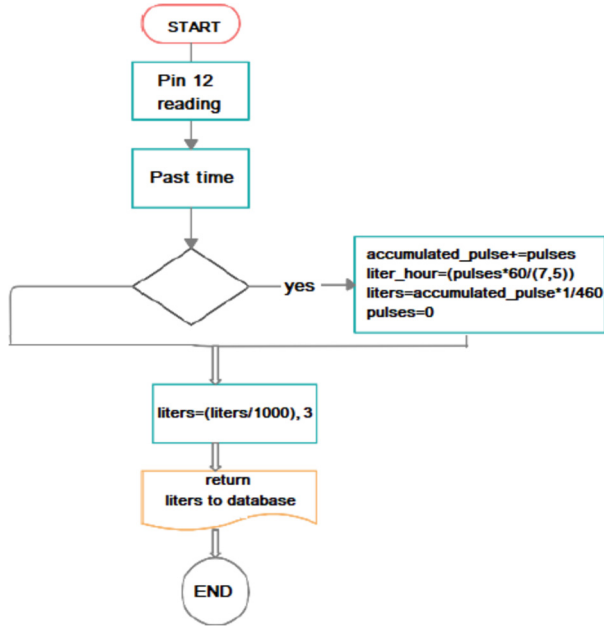 START
Pin 12
reading
Past time
yes
accumulated_pulse+=pulses
liter_hour=(pulses*60/(7,5))
liters=accumulated_pulse*1/460
pulses=0
liters=(liters/1000), 3
return
liters to database
END